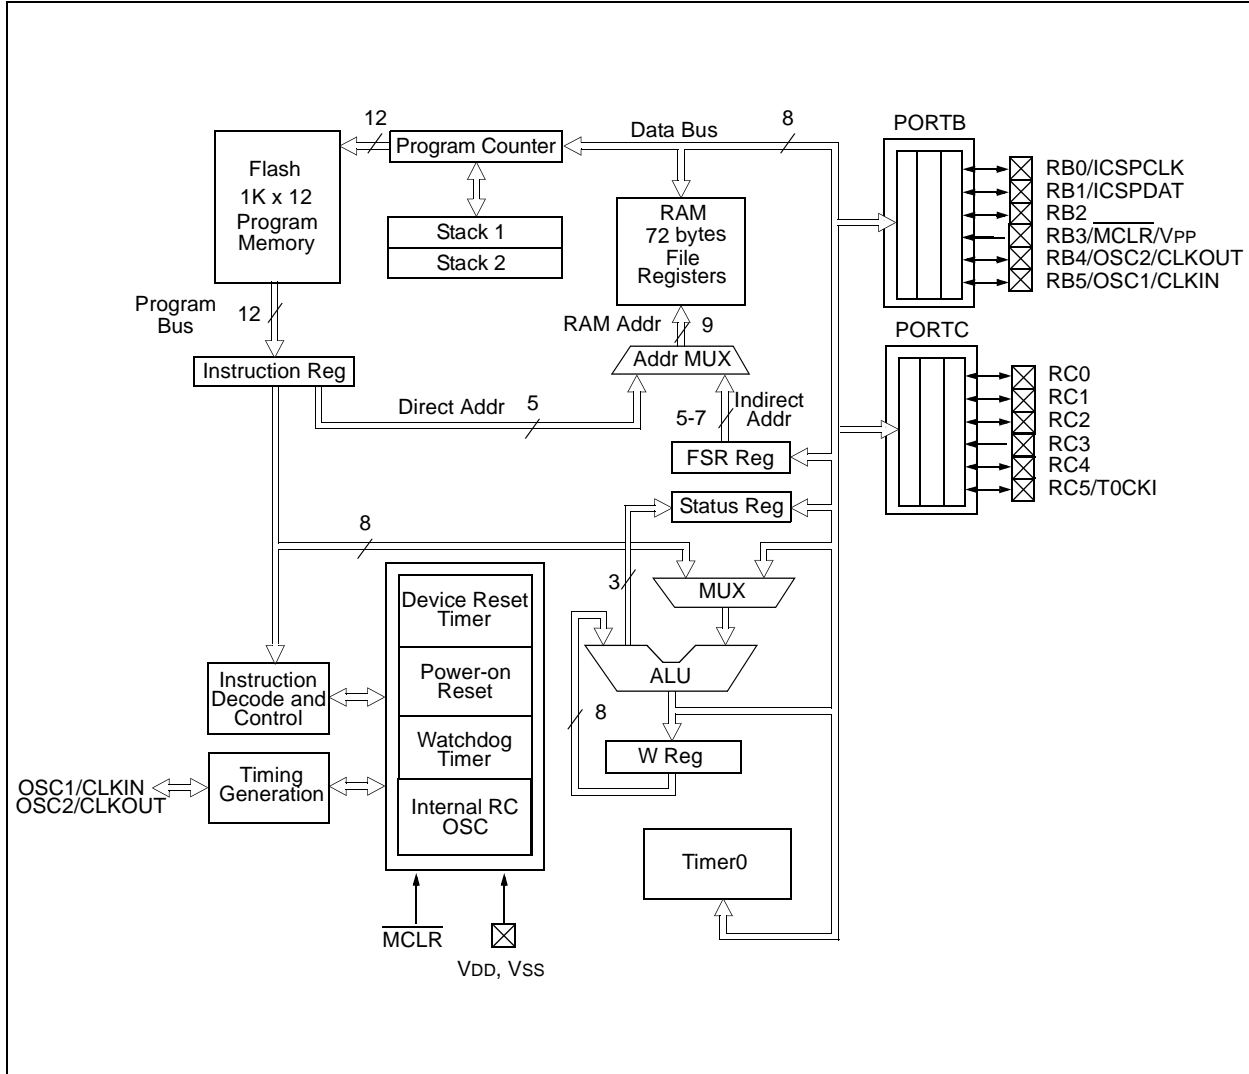 12
Data Bus
8
PORTB
Flash
1K x 12
Program
Memory
Program Counter
Stack 1
Stack 2
RAM
72 bytes
File
Registers
RB0/ICSPCLK
RB1/ICSPDAT
RB2
RB3/MCLR/VPP
RB4/OSC2/CLKOUT
RB5/OSC1/CLKIN
Program
Bus
12
RAM Addr
9
PORTC
Instruction Reg
Addr MUX
Direct Addr
5
5-7
Indirect
Addr
RC0
RC1
RC2
RC3
RC4
RC5/T0CKI
FSR Reg
Status Reg
8
3
MUX
Device Reset
Timer
Power-on
Reset
Watchdog
Timer
Internal RC
OSC
ALU
Instruction
Decode and
Control
8
W Reg
OSC1/CLKIN
OSC2/CLKOUT
Timing
Generation
Timer0
MCLR
VDD, VSS